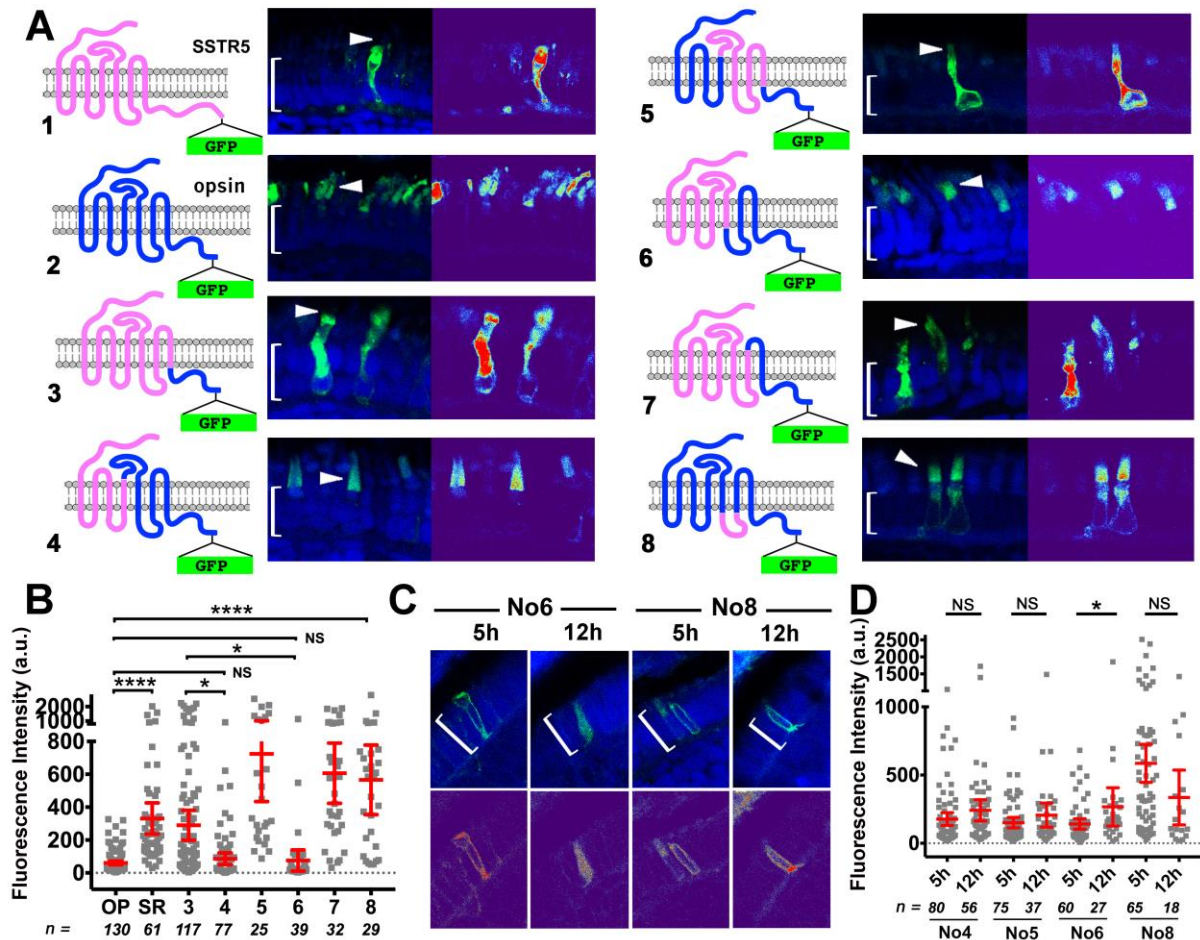 A
SSTR5
1
GFP
opsin
2
GFP
3
GFP
4
GFP
5
GFP
6
GFP
7
GFP
8
GFP
B
Fluorescence Intensity (a.u.)
****
NS
*
NS
**** *
2000
1000
800
600
400
200
0
OP SR 3 4 5 6 7 8
n = 130 61 117 77 25 39 32 29
C
No6 No8
5h 12h 5h 12h
D
Fluorescence Intensity (a.u.)
NS NS * NS
2500
2000
1500
1000
500
0
5h 12h 5h 12h 5h 12h 5h 12h
n = 80 56 75 37 60 27 65 18
No4 No5 No6 No8